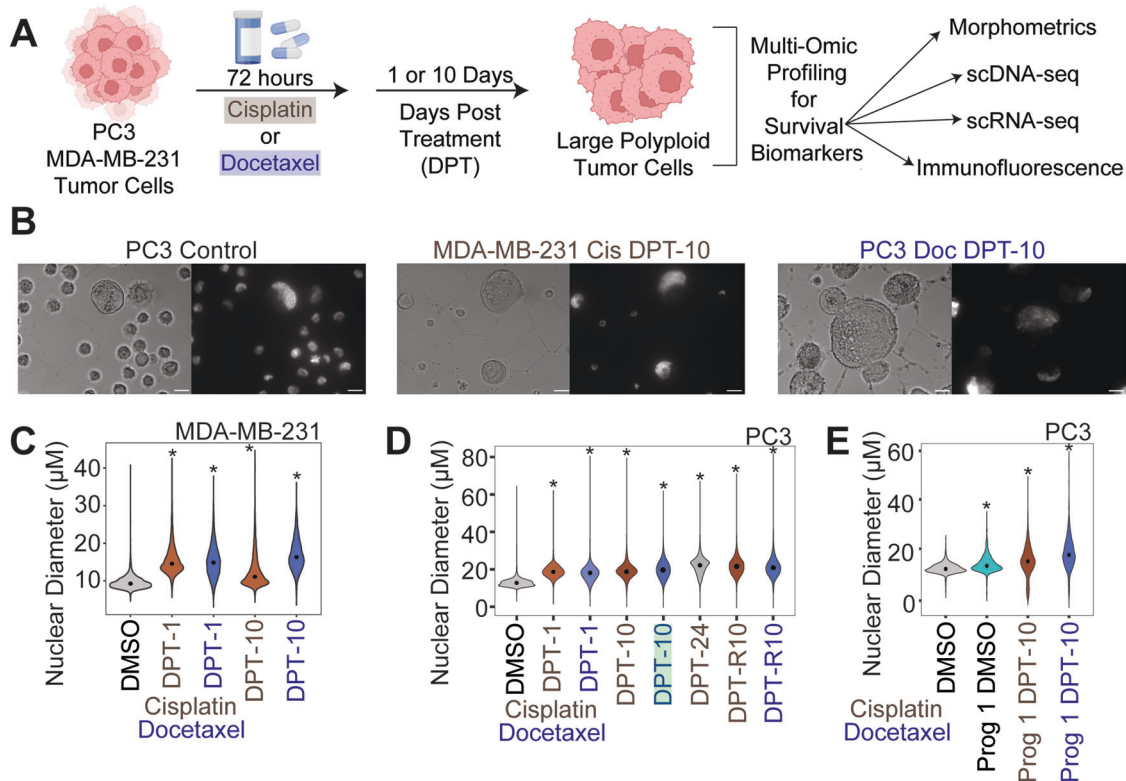 A
PC3
MDA-MB-231
Tumor Cells
72 hours
Cisplatin
or
Docetaxel
1 or 10 Days
Days Post
Treatment
(DPT)
Large Polyploid
Tumor Cells
Multi-Omic
Profiling
for
Survival
Biomarkers
Morphometrics
scDNA-seq
scRNA-seq
Immunofluorescence
B
PC3 Control
MDA-MB-231 Cis DPT-10
PC3 Doc DPT-10
C
MDA-MB-231
Nuclear Diameter (µM)
40
30
20
10
* * * *
DMSO
DPT-1
DPT-1
DPT-10
DPT-10
Cisplatin
Docetaxel
D
PC3
Nuclear Diameter (µM)
80
60
40
20
0
* * * * * * *
DMSO
DPT-1
DPT-1
DPT-10
DPT-10
DPT-24
DPT-R10
DPT-R10
Cisplatin
Docetaxel
E
PC3
Nuclear Diameter (µM)
60
40
20
0
* * *
DMSO
Prog 1 DMSO
Prog 1 DPT-10
Prog 1 DPT-10
Cisplatin
Docetaxel